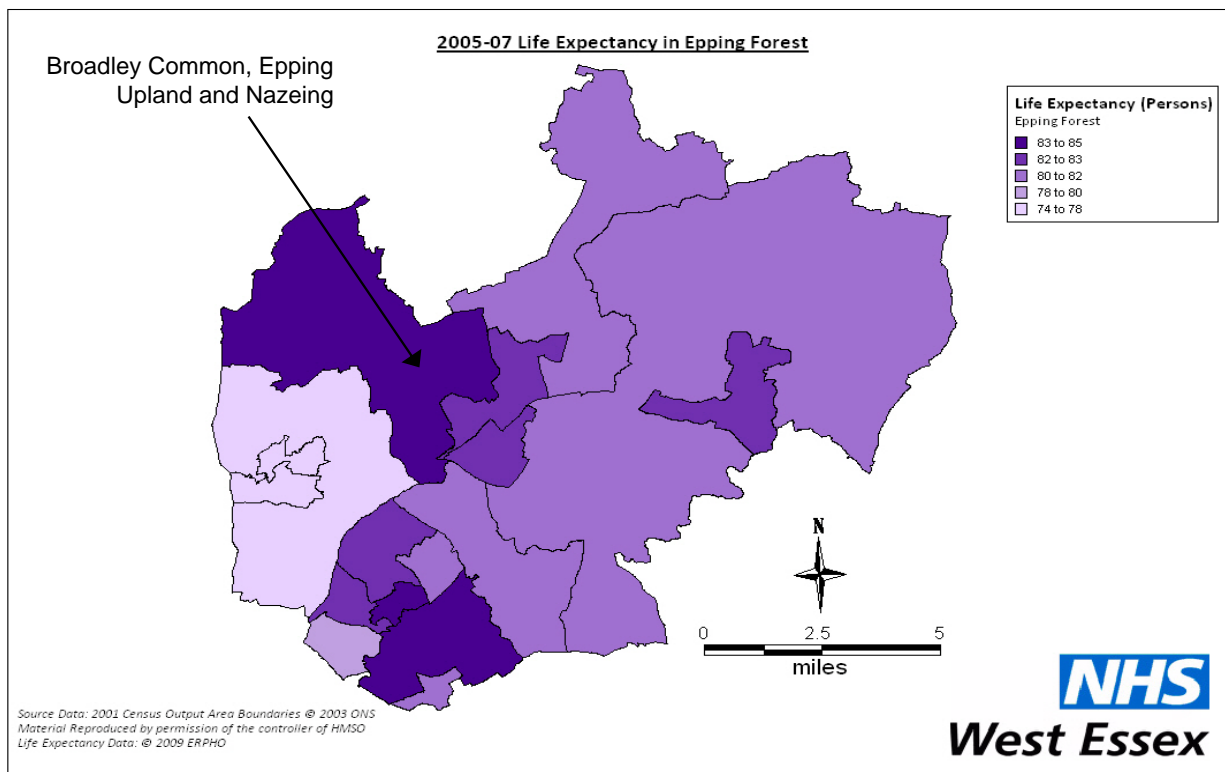 2005-07 Life Expectancy in Epping Forest
Broadley Common, Epping
Upland and Nazeing
Life Expectancy (Persons)
Epping Forest
83 to 85
82 to 83
80 to 82
78 to 80
74 to 78
N
0 2.5 5
miles
Source Data: 2001 Census Output Area Boundaries © 2003 ONS
Material Reproduced by permission of the controller of HMSO
Life Expectancy Data: © 2009 ERPHO
NHS
West Essex